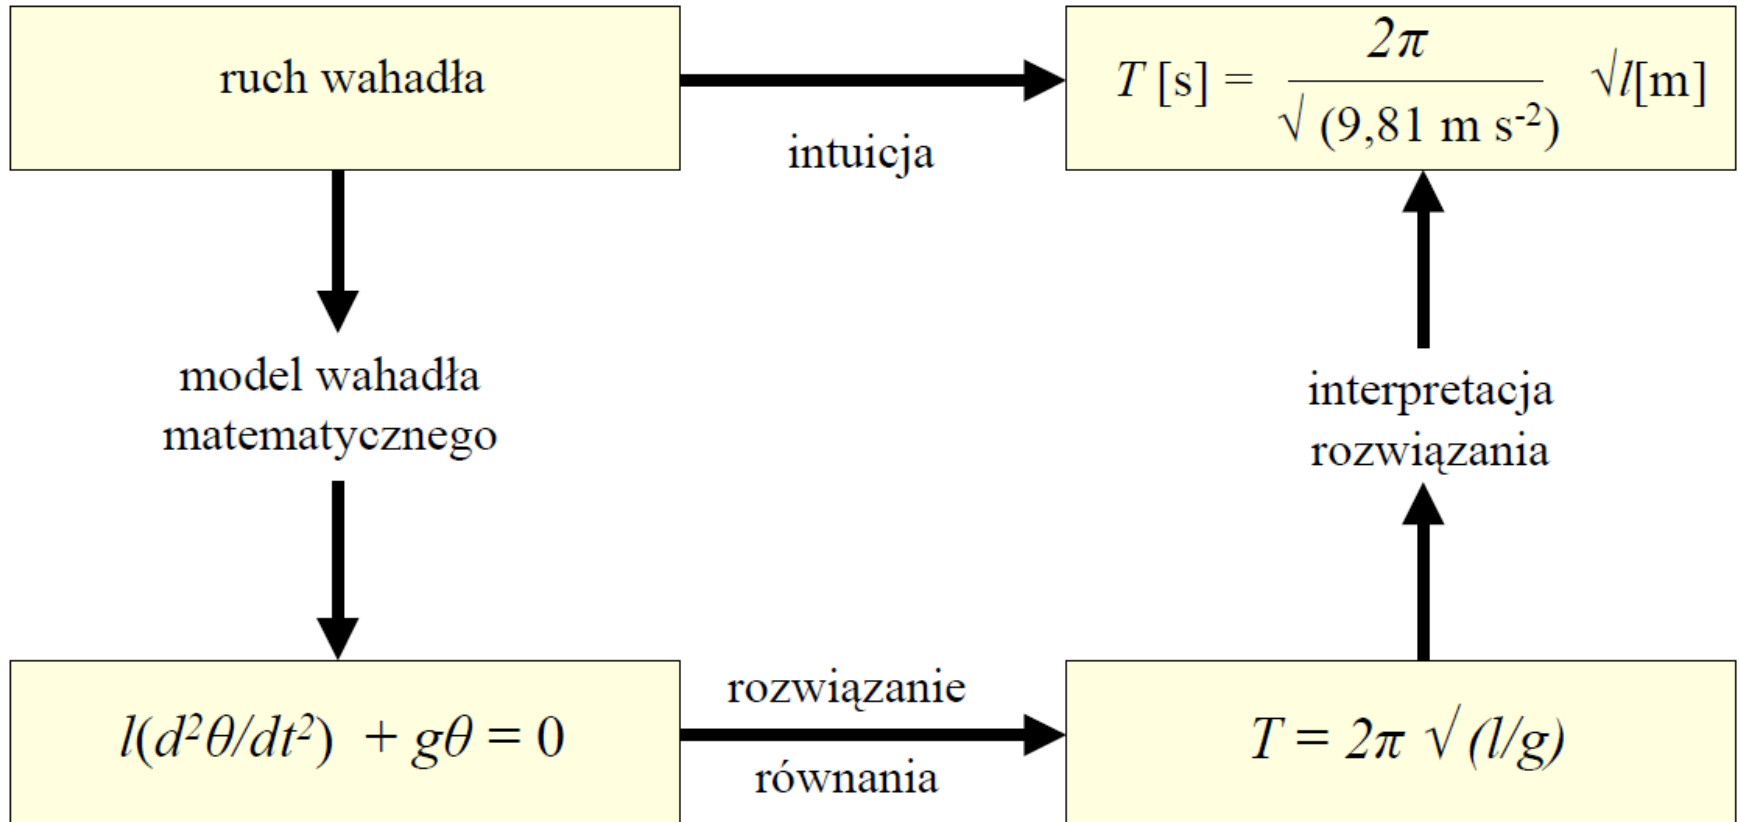 ruch wahadła
intuicja
T [s] = 2π / √ (9,81 m s⁻²) √l[m]
model wahadła
matematycznego
interpretacja
rozwiązania
l(d²θ/dt²) + gθ = 0
rozwiązanie
równania
T = 2π √ (l/g)